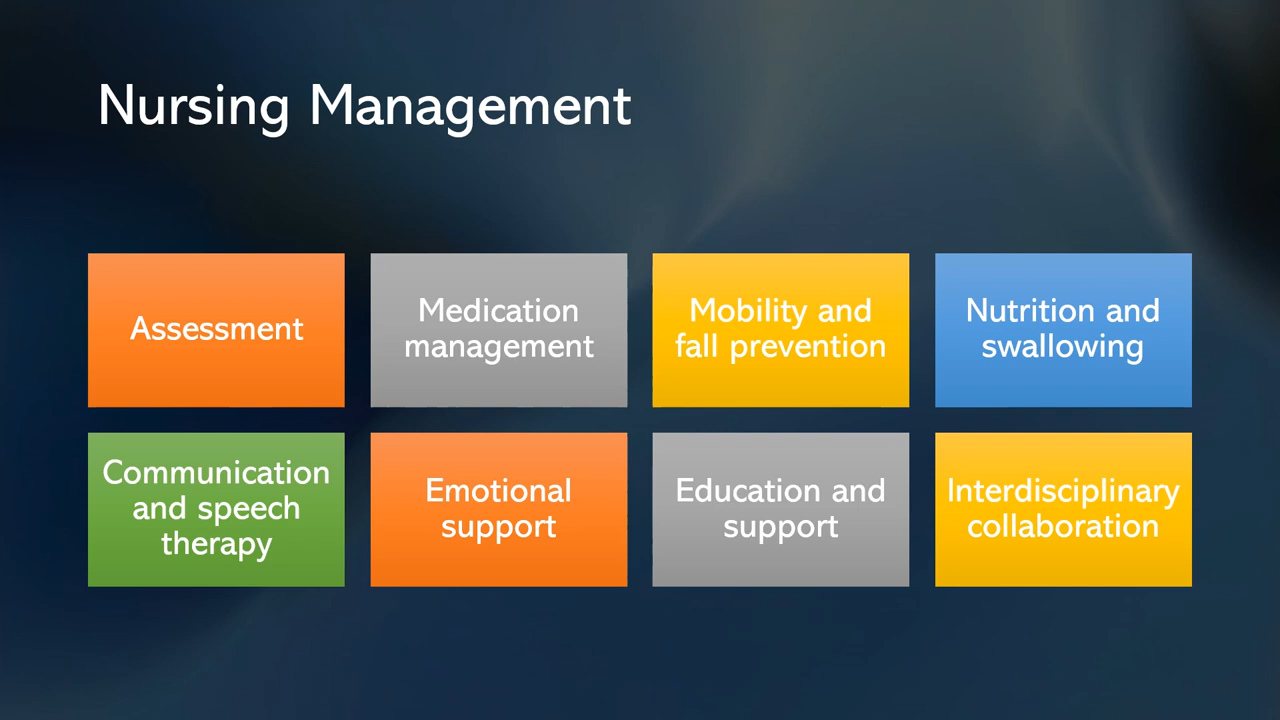 Nursing Management
Assessment
Medication
management
Mobility and
fall prevention
Nutrition and
swallowing
Communication
and speech
therapy
Emotional
support
Education and
support
Interdisciplinary
collaboration